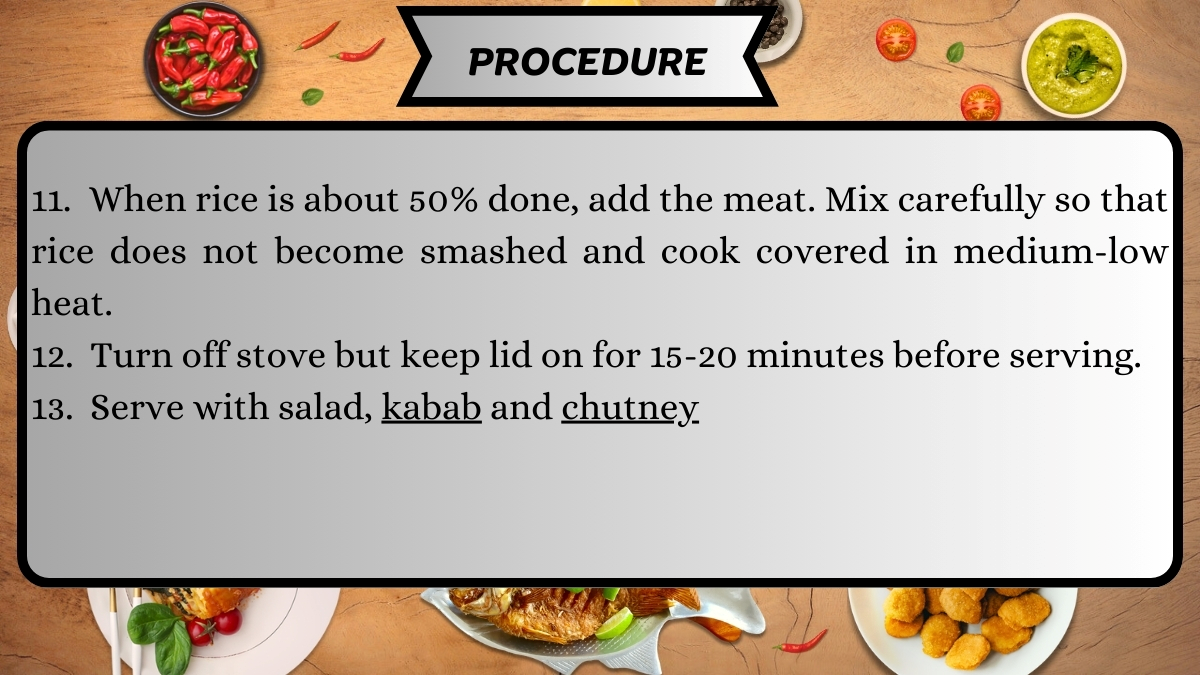 PROCEDURE
11. When rice is about 50% done, add the meat. Mix carefully so that
rice does not become smashed and cook covered in medium-low
heat.
12. Turn off stove but keep lid on for 15-20 minutes before serving.
13. Serve with salad, kabab and chutney